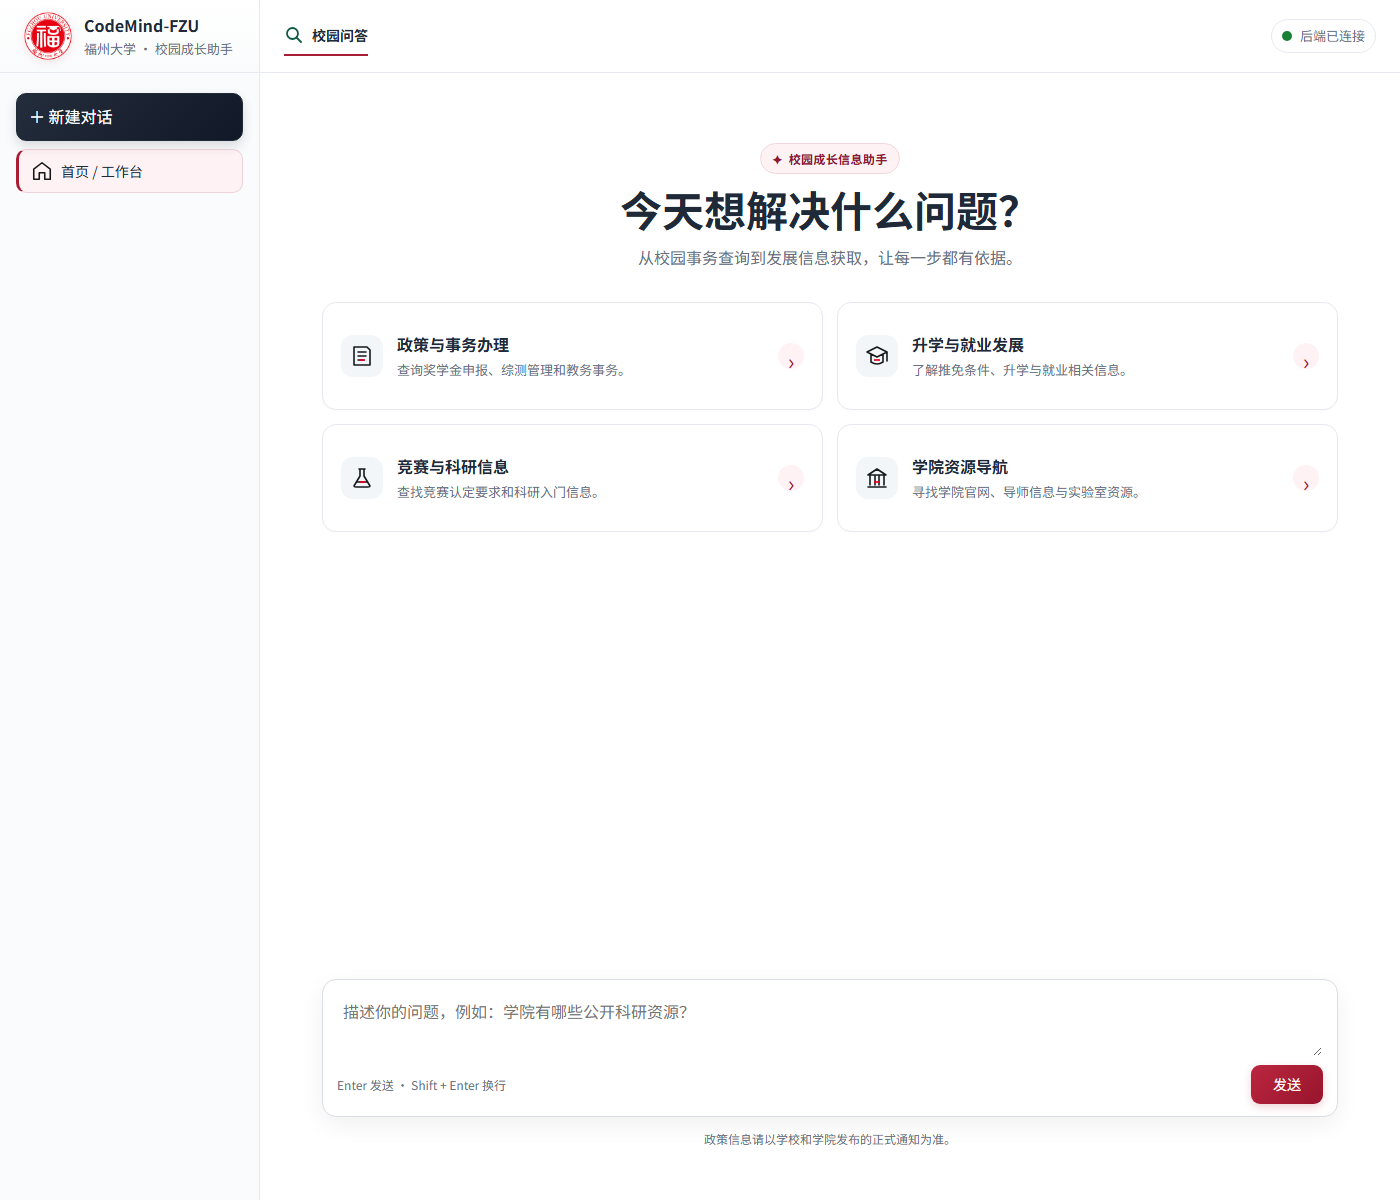 CodeMind-FZU
福州大学 · 校园成长助手
校园问答
后端已连接
+ 新建对话
首页 / 工作台
✦ 校园成长信息助手
今天想解决什么问题？
从校园事务查询到发展信息获取，让每一步都有依据。
政策与事务办理
查询奖学金申报、综测管理和教务事务。
升学与就业发展
了解推免条件、升学与就业相关信息。
竞赛与科研信息
查找竞赛认定要求和科研入门信息。
学院资源导航
寻找学院官网、导师信息与实验室资源。
描述你的问题，例如：学院有哪些公开科研资源？
Enter 发送 · Shift + Enter 换行
发送
政策信息请以学校和学院发布的正式通知为准。